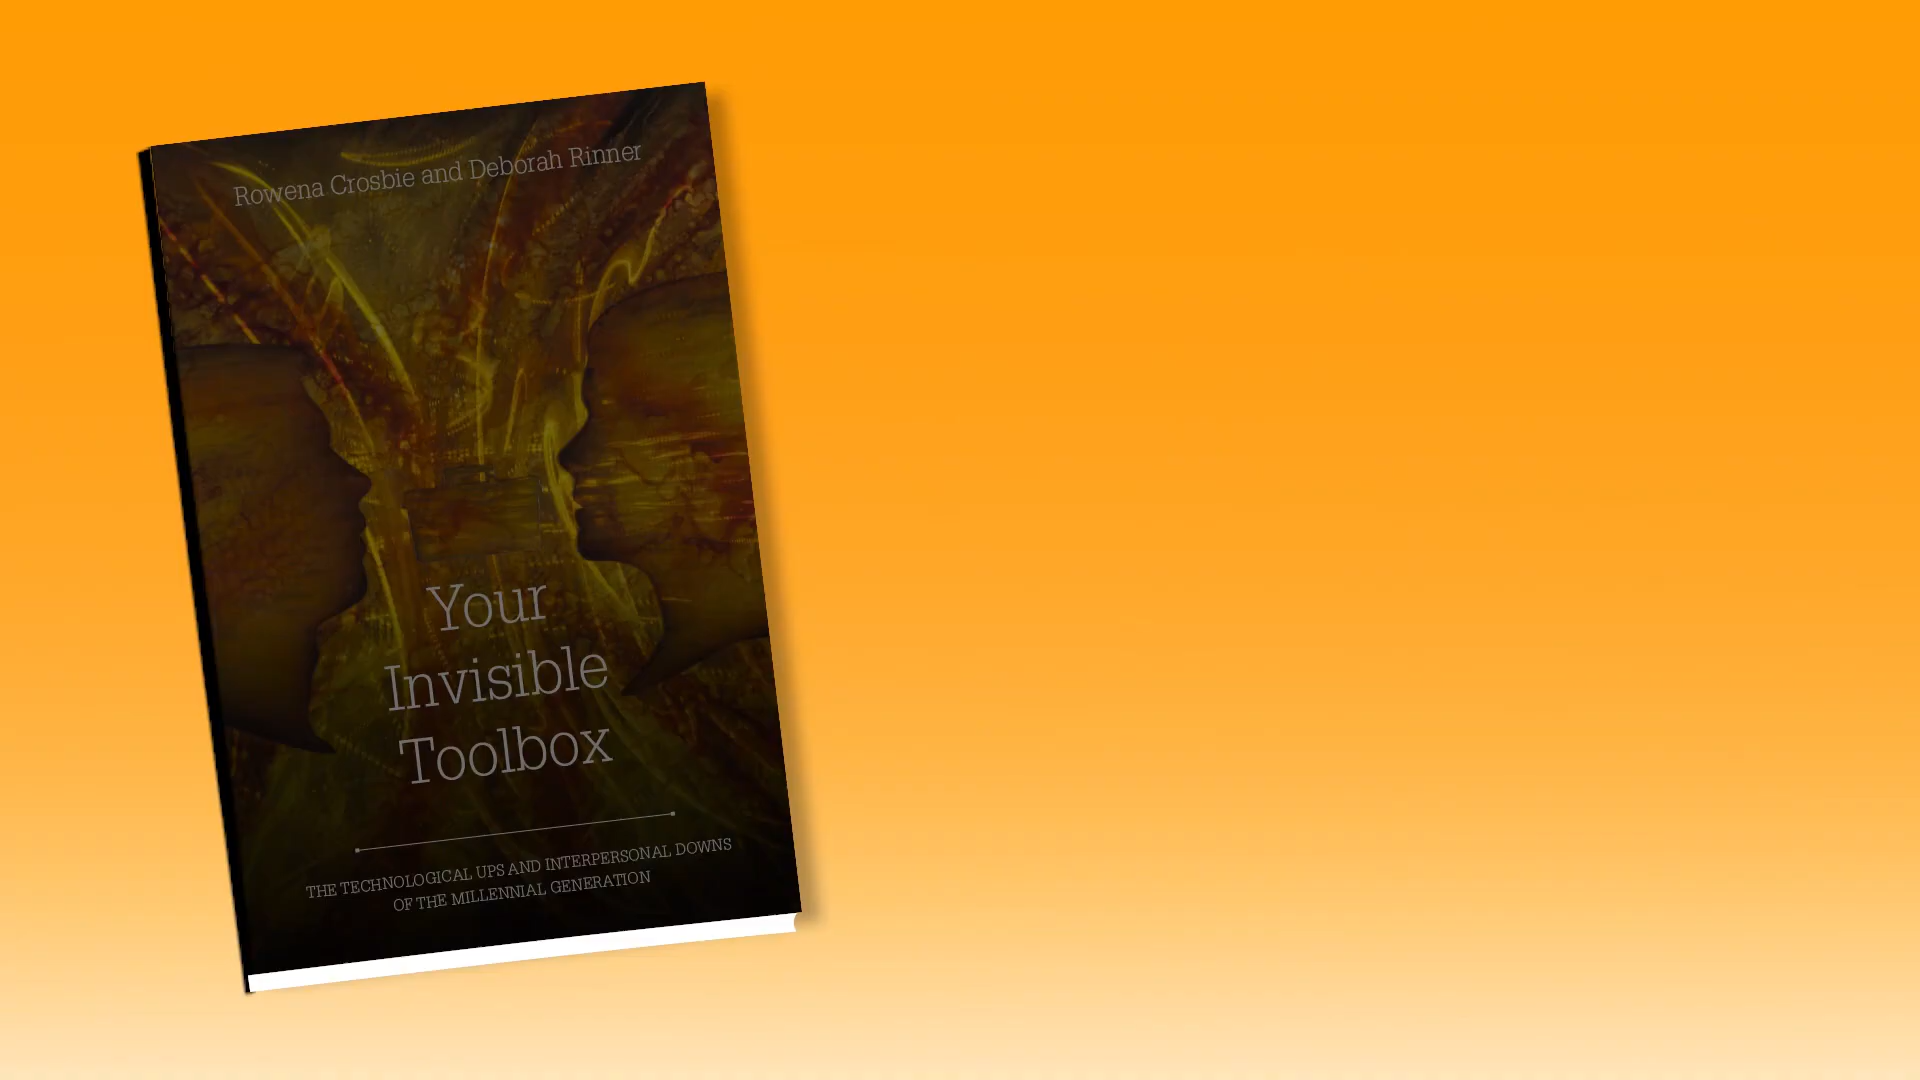 Rowena Crosbie and Deborah Rinner
Your
Invisible
Toolbox
THE TECHNOLOGICAL UPS AND INTERPERSONAL DOWNS
OF THE MILLENNIAL GENERATION